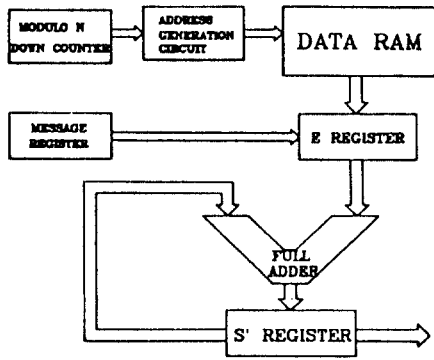 MODULO N
DOWN COUNTER
ADDRESS
GENERATION
CIRCUIT
DATA RAM
MESSAGE
REGISTER
E REGISTER
FULL
ADDER
S' REGISTER